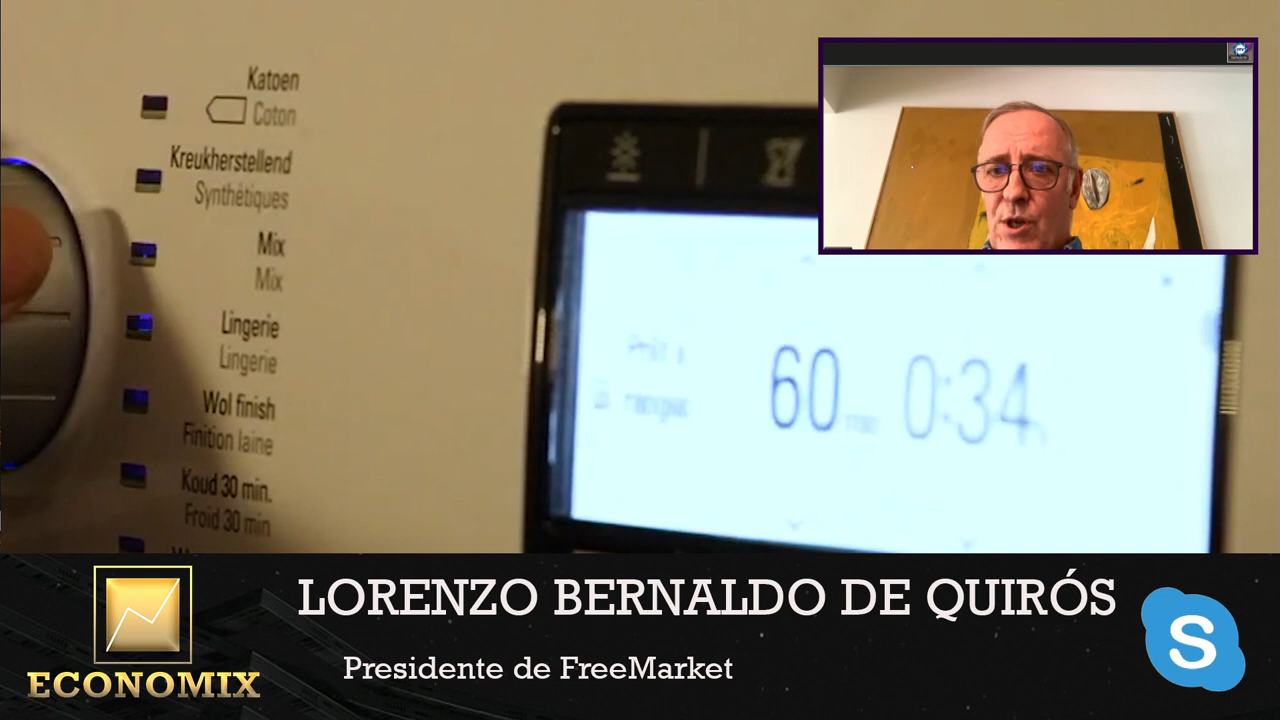 Katoen
Coton
Kreukherstellend
Synthétiques
Mix
Mix
Lingerie
Lingerie
Wol finish
Finition laine
Koud 30 min.
Froid 30 min
60 0:34
LORENZO BERNALDO DE QUIRÓS
Presidente de FreeMarket
ECONOMIX
S